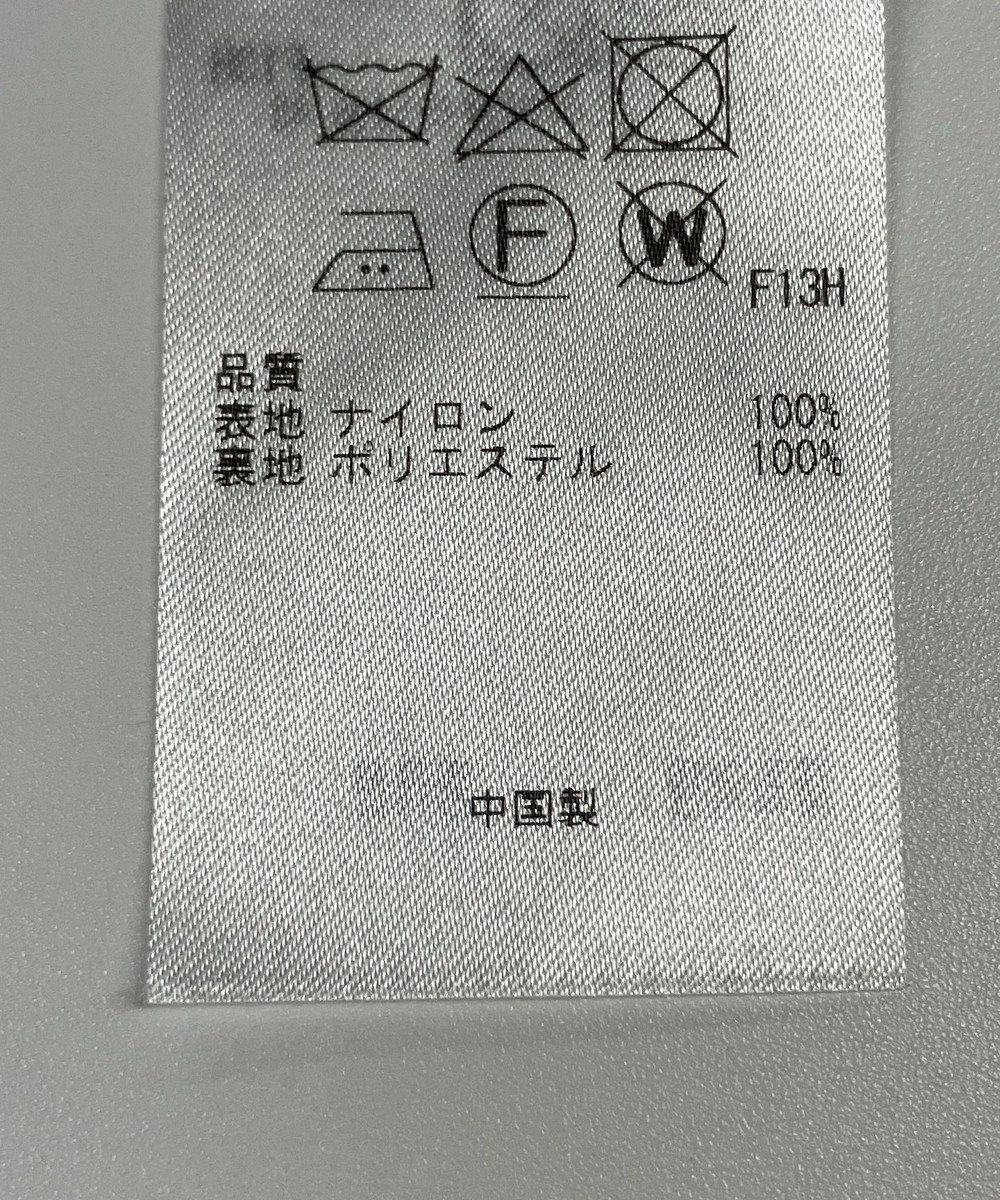 F
W
F13H
品質
表地 ナイロン 100%
裏地 ポリエステル 100%
中国製